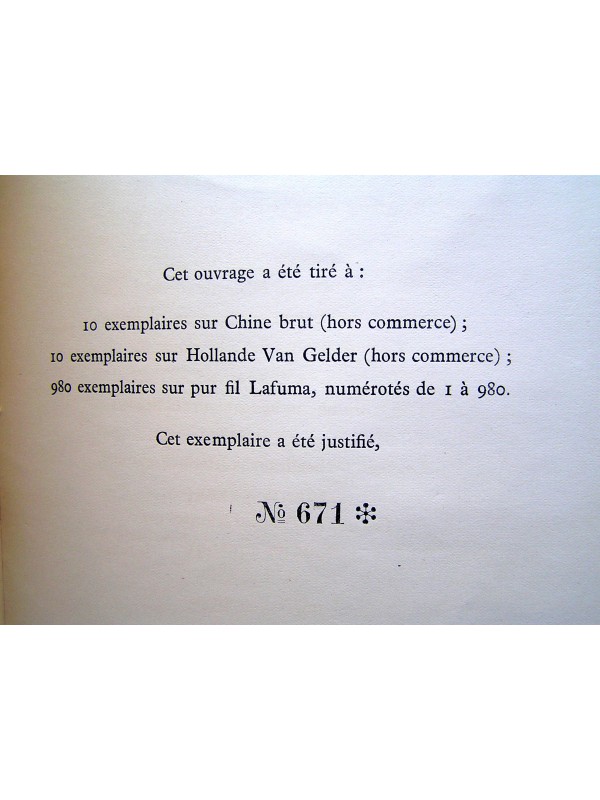 Cet ouvrage a été tiré à :
10 exemplaires sur Chine brut (hors commerce) ;
10 exemplaires sur Hollande Van Gelder (hors commerce) ;
980 exemplaires sur pur fil Lafuma, numérotés de 1 à 980.
Cet exemplaire a été justifié,
Nº 671 *